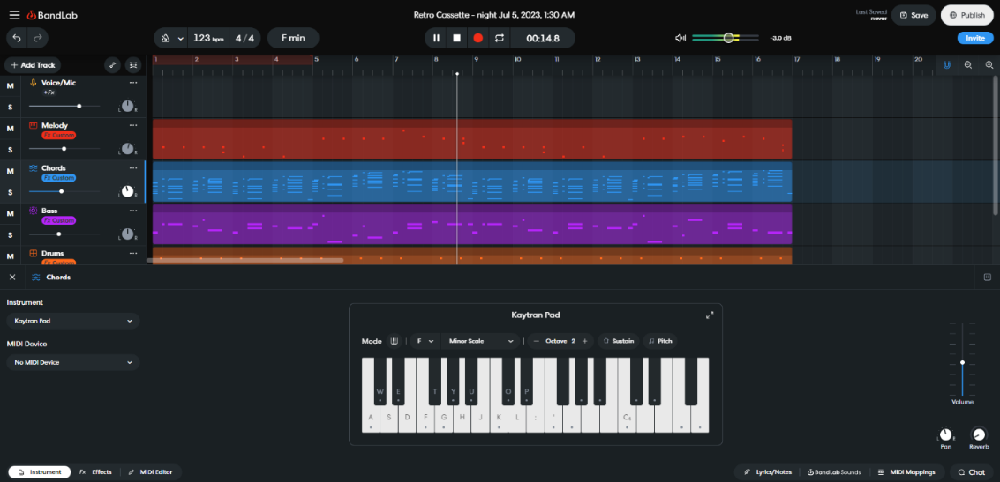 BandLab
Retro Cassette - night Jul 5, 2023, 1:30 AM
Last Saved
never
Save
Publish
123 bpm
4/4
F min
00:14.8
-3.0 dB
Invite
+ Add Track
1 2 3 4 5 6 7 8 9 10 11 12 13 14 15 16 17 18 19 20
M
Voice/Mic
+Fx
S
L R
M
Melody
Fx Custom
S
L R
M
Chords
Fx Custom
S
L R
M
Bass
Fx Custom
S
L R
M
Drums
Fx Custom
Chords
Instrument
Kaytran Pad
MIDI Device
No MIDI Device
Kaytran Pad
Mode
F
Minor Scale
− Octave 2 +
Sustain
Pitch
W E T Y U O P
A S D F G H J K L ; ' C4
Volume
L R
Pan
Reverb
Instrument
Fx Effects
MIDI Editor
Lyrics/Notes
BandLab Sounds
MIDI Mappings
Chat